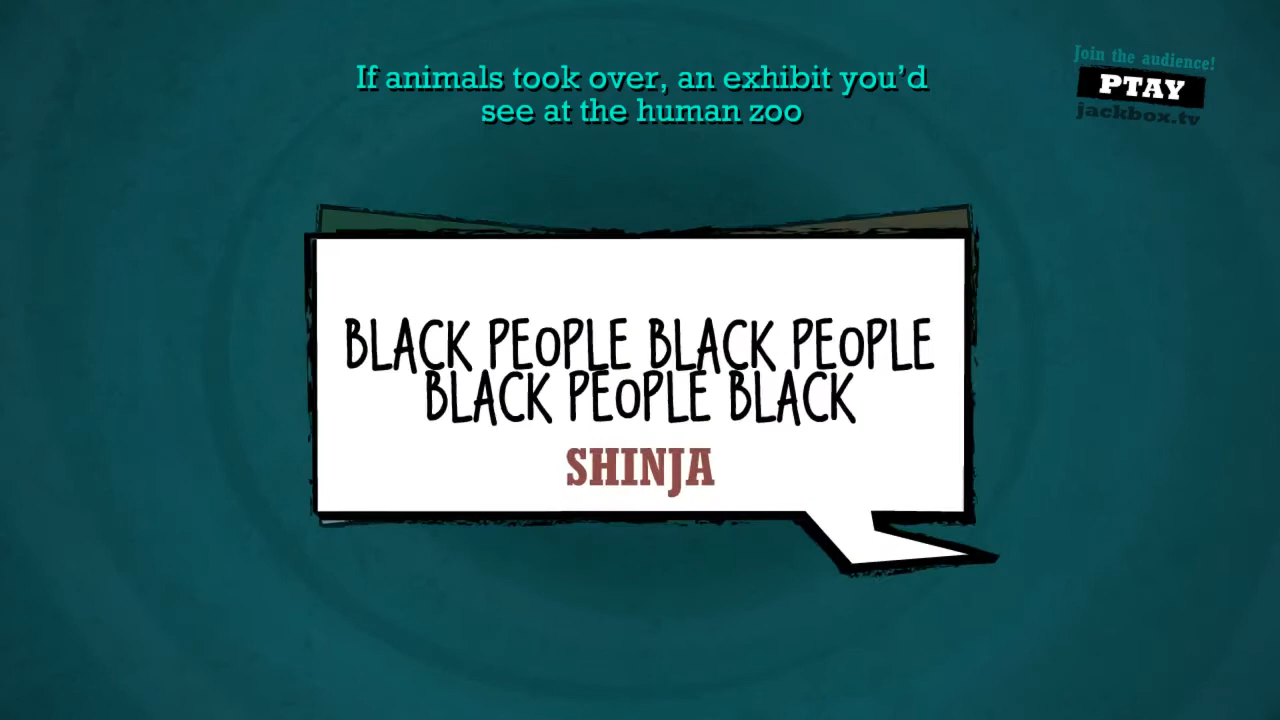 If animals took over, an exhibit you'd
see at the human zoo
Join the audience!
PTAY
jackbox.tv
BLACK PEOPLE BLACK PEOPLE
BLACK PEOPLE BLACK
SHINJA